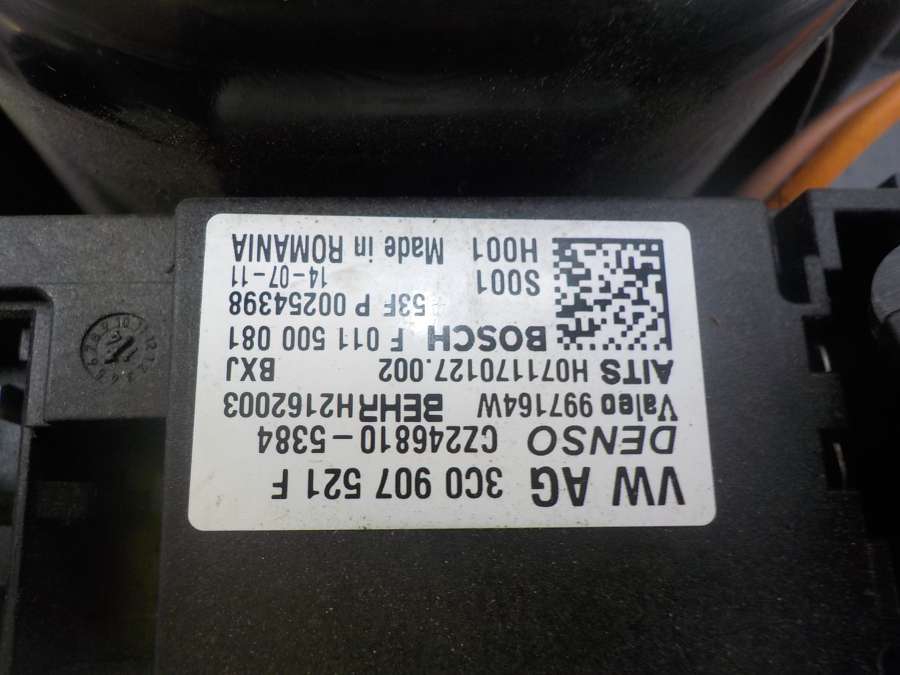 VW AG 3C0 907 521 F
DENSO CZ246810-5384
Valeo 997164W BEHR H2162003
AITS H071170127.002 BXJ
BOSCH F 011 500 081
S001 53F P 00254398
14-07-11
H001 Made in ROMANIA